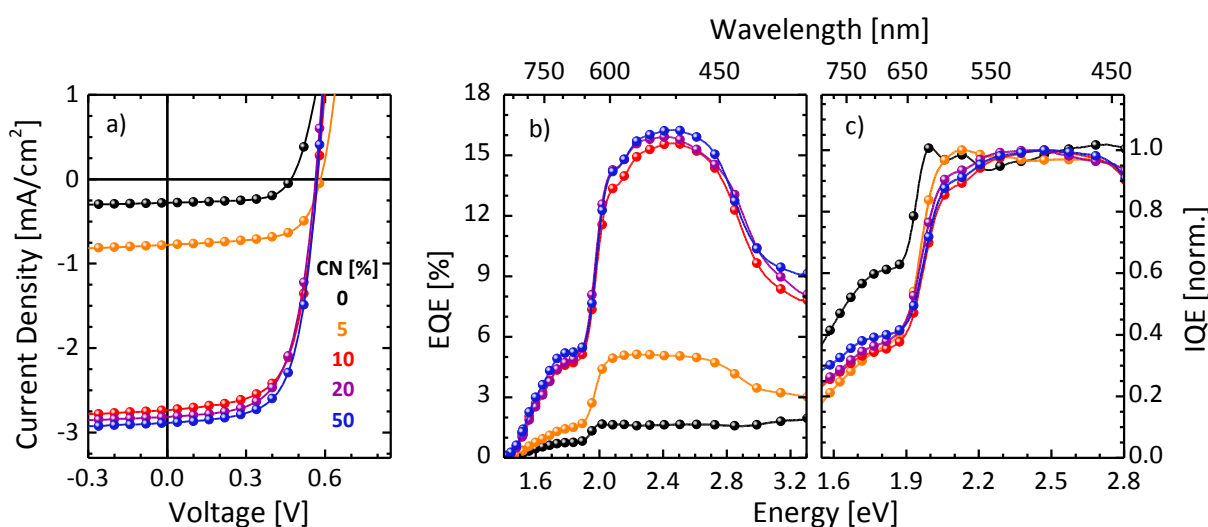 Wavelength [nm]
750 600 450
750 650 550 450
a)
b)
c)
1
0
-1
-2
-3
Current Density [mA/cm²]
CN [%]
0
5
10
20
50
-0.3 0.0 0.3 0.6
Voltage [V]
18
15
12
9
6
3
0
EQE [%]
1.6 2.0 2.4 2.8 3.2
1.6 1.9 2.2 2.5 2.8
Energy [eV]
1.0
0.8
0.6
0.4
0.2
0.0
IQE [norm.]